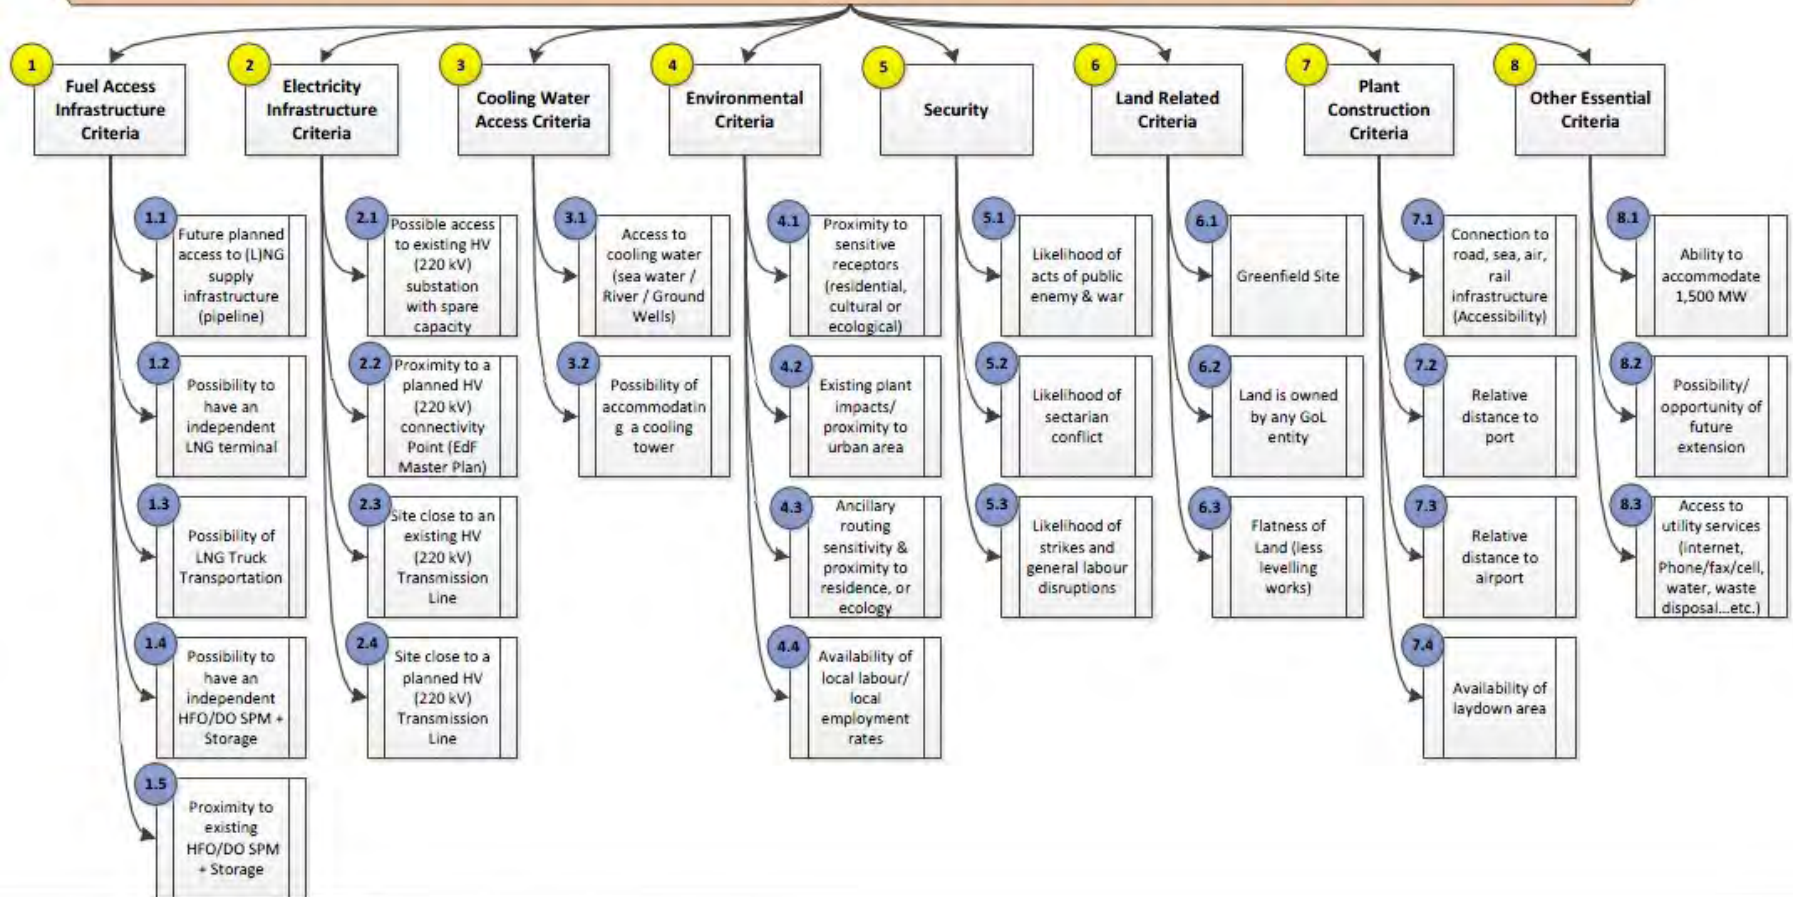 1
Fuel Access
Infrastructure
Criteria
2
Electricity
Infrastructure
Criteria
3
Cooling Water
Access Criteria
4
Environmental
Criteria
5
Security
6
Land Related
Criteria
7
Plant
Construction
Criteria
8
Other Essential
Criteria
1.1
Future planned
access to (L)NG
supply
infrastructure
(pipeline)
1.2
Possibility to
have an
independent
LNG terminal
1.3
Possibility of
LNG Truck
Transportation
1.4
Possibility to
have an
independent
HFO/DO SPM +
Storage
1.5
Proximity to
existing
HFO/DO SPM
+ Storage
2.1
Possible access
to existing HV
(220 kV)
substation
with spare
capacity
2.2
Proximity to a
planned HV
(220 kV)
connectivity
Point (EdF
Master Plan)
2.3
Site close to an
existing HV
(220 kV)
Transmission
Line
2.4
Site close to a
planned HV
(220 kV)
Transmission
Line
3.1
Access to
cooling water
(sea water /
River / Ground
Wells)
3.2
Possibility of
accommodatin
g a cooling
tower
4.1
Proximity to
sensitive
receptors
(residential,
cultural or
ecological)
4.2
Existing plant
impacts/
proximity to
urban area
4.3
Ancillary
routing
sensitivity &
proximity to
residence, or
ecology
4.4
Availability of
local labour/
local
employment
rates
5.1
Likelihood of
acts of public
enemy & war
5.2
Likelihood of
sectarian
conflict
5.3
Likelihood of
strikes and
general labour
disruptions
6.1
Greenfield Site
6.2
Land is owned
by any GoL
entity
6.3
Flatness of
Land (less
levelling
works)
7.1
Connection to
road, sea, air,
rail
infrastructure
(Accessibility)
7.2
Relative
distance to
port
7.3
Relative
distance to
airport
7.4
Availability of
laydown area
8.1
Ability to
accommodate
1,500 MW
8.2
Possibility/
opportunity of
future
extension
8.3
Access to
utility services
(internet,
Phone/fax/cell,
water, waste
disposal...etc.)